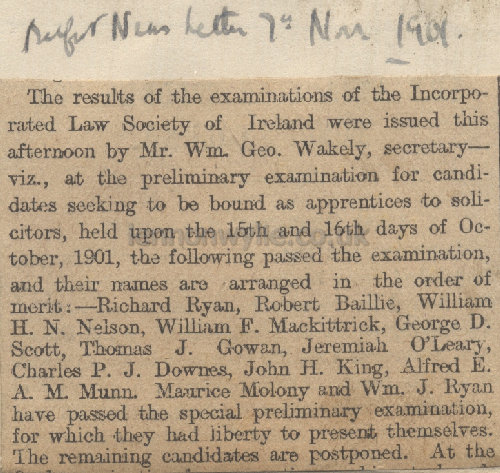 Belfast News Letter 7th Nov 1901.
The results of the examinations of the Incorpo-
rated Law Society of Ireland were issued this
afternoon by Mr. Wm. Geo. Wakely, secretary—
viz., at the preliminary examination for candi-
dates seeking to be bound as apprentices to soli-
citors, held upon the 15th and 16th days of Oc-
lennonwylie.co.uk
tober, 1901, the following passed the examination,
and their names are arranged in the order of
merit:—Richard Ryan, Robert Baillie, William
H. N. Nelson, William F. Mackittrick, George D.
Scott, Thomas J. Gowan, Jeremiah O'Leary,
Charles P. J. Downes, John H. King, Alfred E.
A. M. Munn. Maurice Molony and Wm. J. Ryan
have passed the special preliminary examination,
for which they had liberty to present themselves.
The remaining candidates are postponed. At the